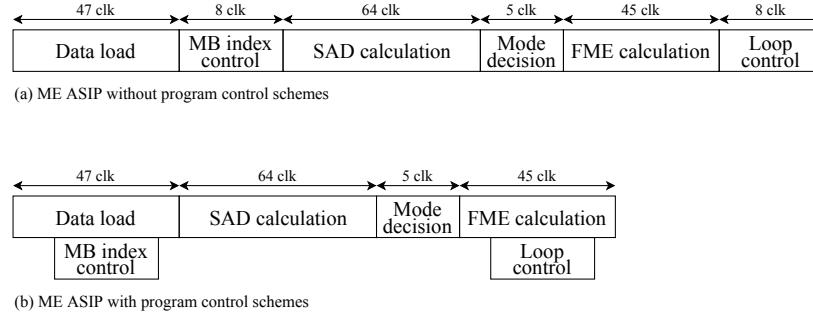 47 clk 8 clk 64 clk 5 clk 45 clk 8 clk
Data load MB index control SAD calculation Mode decision FME calculation Loop control
(a) ME ASIP without program control schemes
47 clk 64 clk 5 clk 45 clk
Data load SAD calculation Mode decision FME calculation
MB index control Loop control
(b) ME ASIP with program control schemes